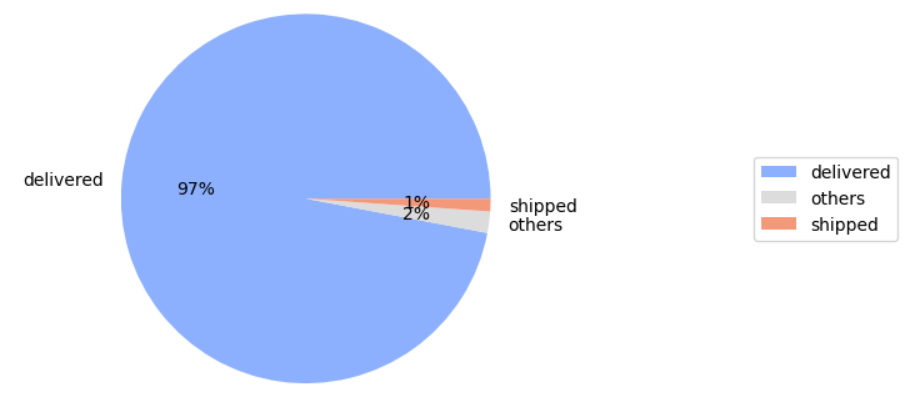 delivered
97%
1%
2%
shipped
others
delivered
others
shipped